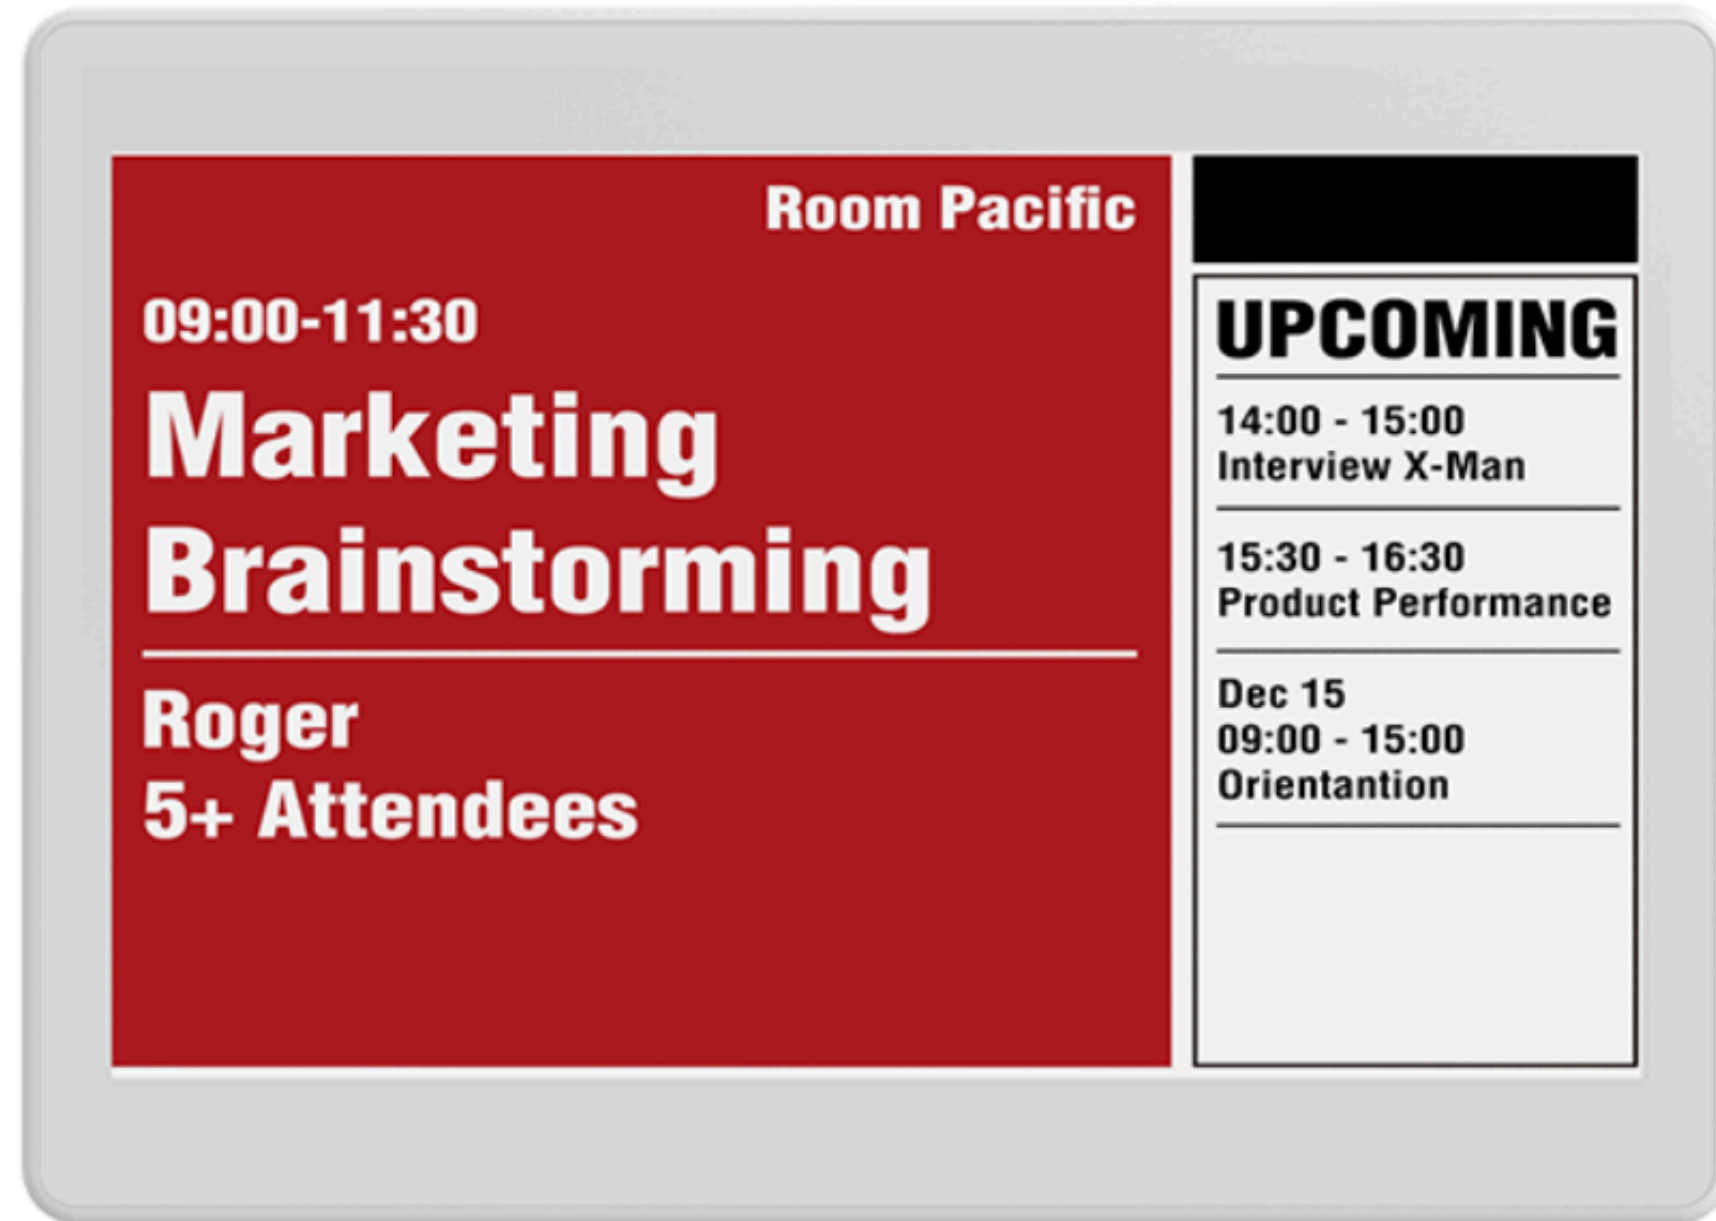 Room Pacific
09:00-11:30
Marketing
Brainstorming
Roger
5+ Attendees
UPCOMING
14:00 - 15:00
Interview X-Man
15:30 - 16:30
Product Performance
Dec 15
09:00 - 15:00
Orientantion